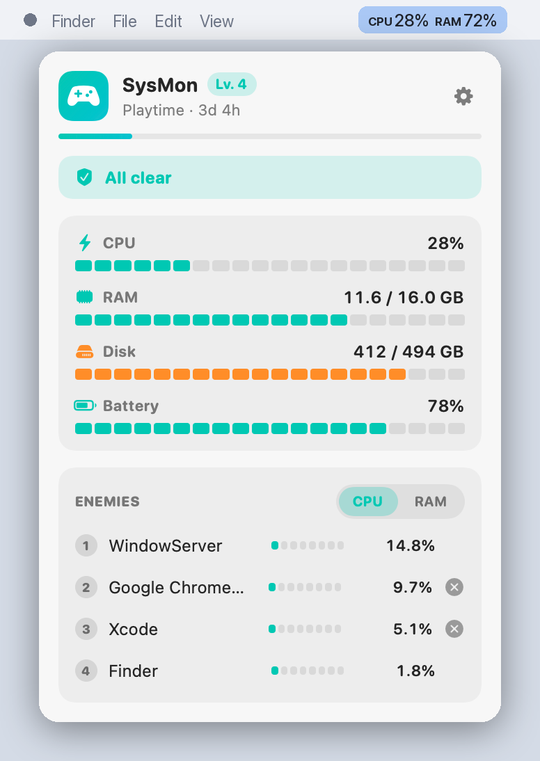 Finder File Edit View CPU 28% RAM 72%
SysMon Lv. 4
Playtime · 3d 4h
All clear
CPU 28%
RAM 11.6 / 16.0 GB
Disk 412 / 494 GB
Battery 78%
ENEMIES CPU RAM
1 WindowServer 14.8%
2 Google Chrome... 9.7%
3 Xcode 5.1%
4 Finder 1.8%